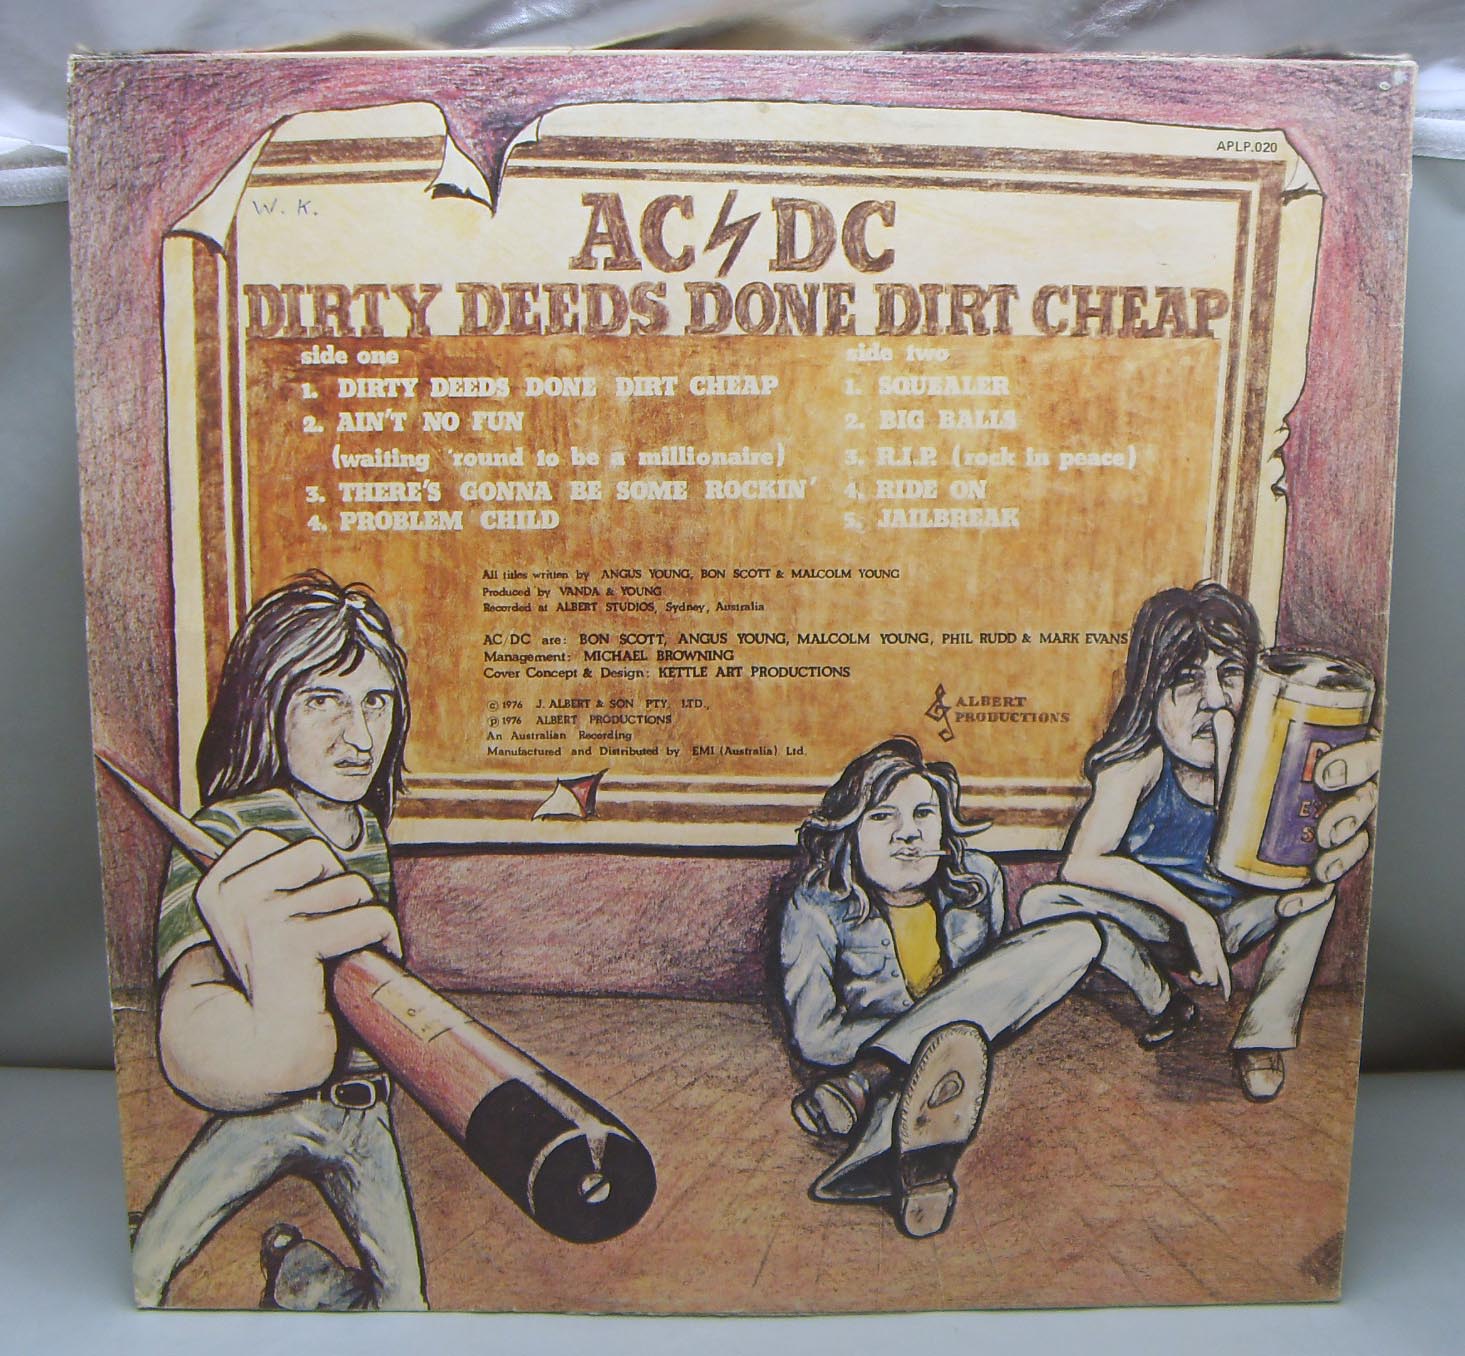 APLP.020
W. K.
AC⚡DC
DIRTY DEEDS DONE DIRT CHEAP
side one
1. DIRTY DEEDS DONE DIRT CHEAP
2. AIN'T NO FUN
(waiting 'round to be a millionaire)
3. THERE'S GONNA BE SOME ROCKIN'
4. PROBLEM CHILD
side two
1. SQUEALER
2. BIG BALLS
3. R.I.P. (rock in peace)
4. RIDE ON
5. JAILBREAK
All titles written by ANGUS YOUNG, BON SCOTT & MALCOLM YOUNG
Produced by VANDA & YOUNG
Recorded at ALBERT STUDIOS, Sydney, Australia
AC/DC are: BON SCOTT, ANGUS YOUNG, MALCOLM YOUNG, PHIL RUDD & MARK EVANS
Management: MICHAEL BROWNING
Cover Concept & Design: KETTLE ART PRODUCTIONS
© 1976 J. ALBERT & SON PTY. LTD.,
℗ 1976 ALBERT PRODUCTIONS
An Australian Recording
Manufactured and Distributed by EMI (Australia) Ltd.
ALBERT
PRODUCTIONS